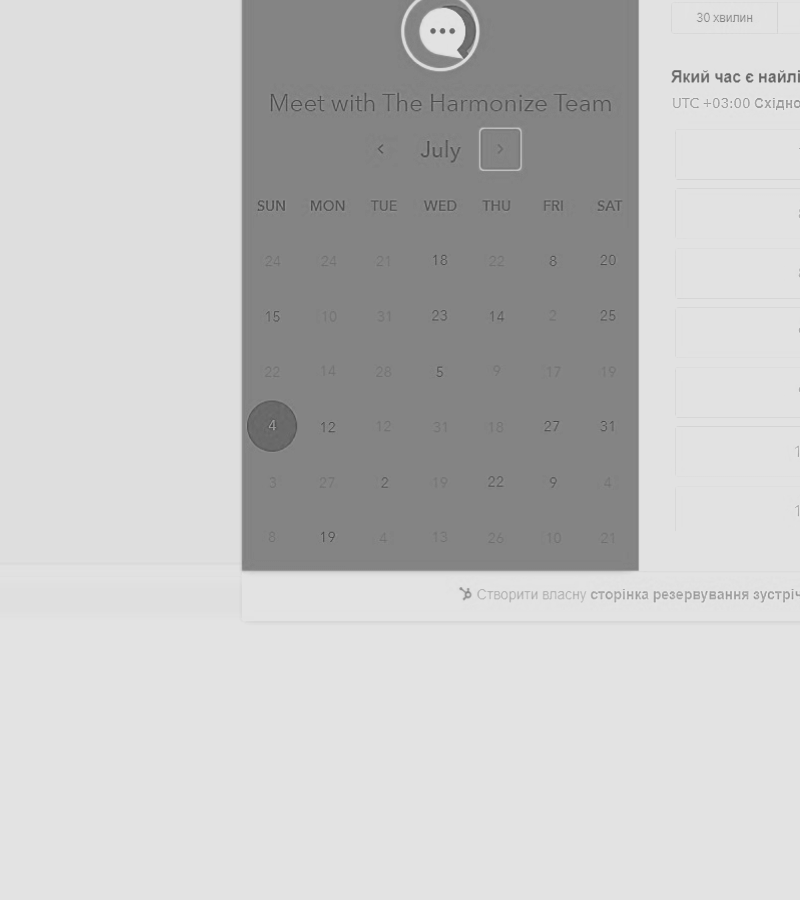 30 хвилин
Meet with The Harmonize Team
July
SUN MON TUE WED THU FRI SAT
24 24 21 18 22 8 20
15 10 31 23 14 2 25
22 14 28 5 9 17 19
4 12 12 31 18 27 31
3 27 2 19 22 9 4
8 19 4 13 26 10 21
Який час є найлі
UTC +03:00 Східно
Створити власну сторінка резервування зустріч